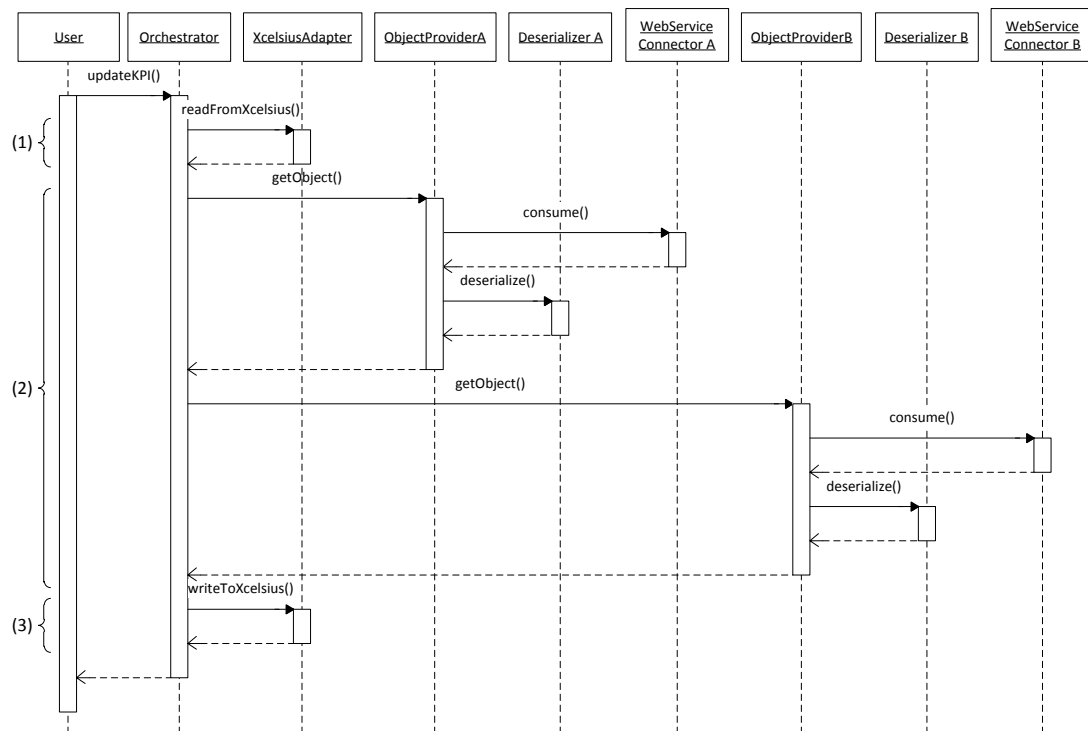 User
Orchestrator
XcelsiusAdapter
ObjectProviderA
Deserializer A
WebService
Connector A
ObjectProviderB
Deserializer B
WebService
Connector B
updateKPI()
readFromXcelsius()
(1)
getObject()
consume()
deserialize()
(2)
getObject()
consume()
deserialize()
writeToXcelsius()
(3)